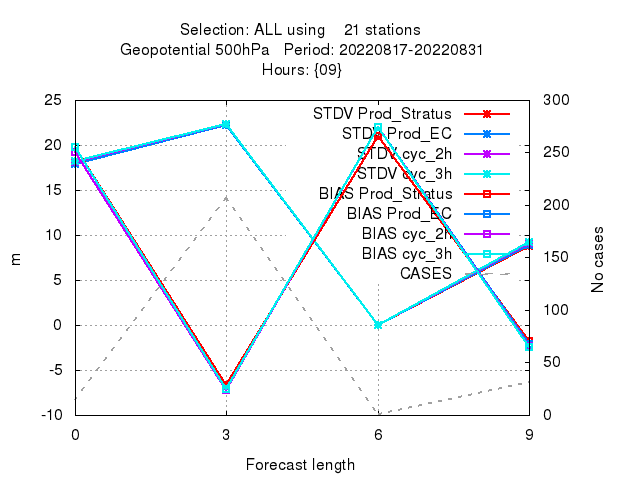 Selection: ALL using 21 stations
Geopotential 500hPa Period: 20220817-20220831
Hours: {09}
25 300
STDV Prod_Stratus
20 250
STDV Prod_EC
STDV cyc_2h
STDV cyc_3h
15 200
BIAS Prod_Stratus
BIAS Prod_EC
10 150
BIAS cyc_2h
BIAS cyc_3h
CASES
m
No cases
5
0 100
-5 50
-10 0
0 3 6 9
Forecast length